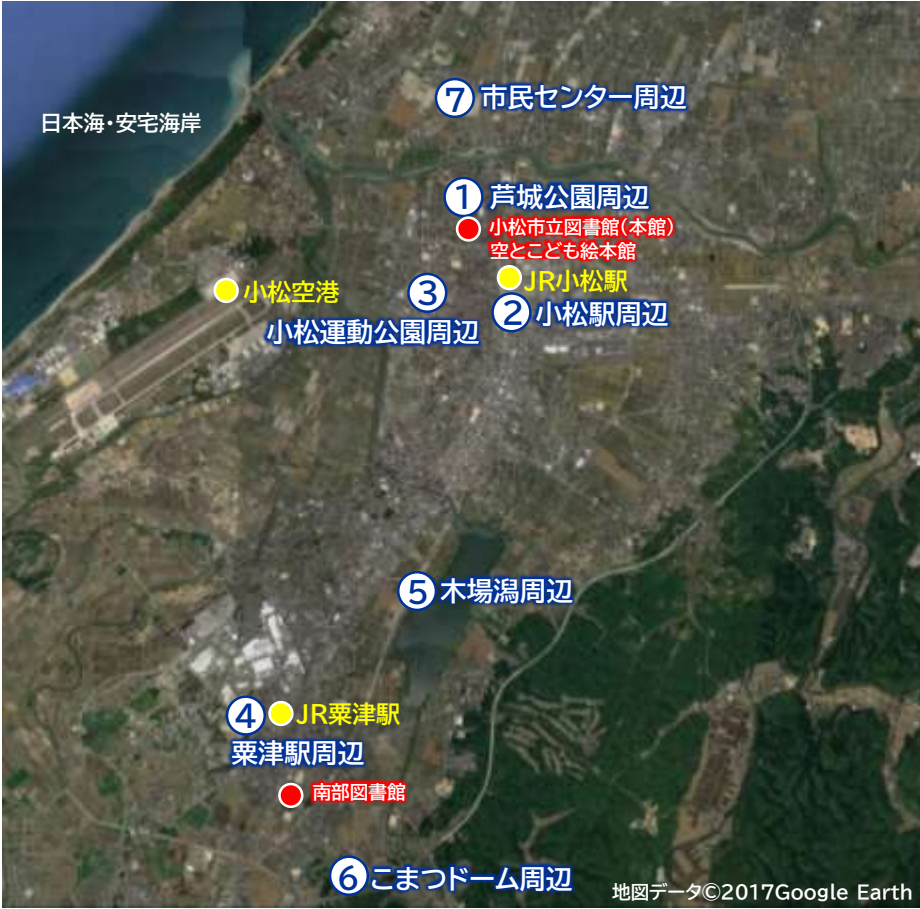 ⑦ 市民センター周辺
日本海・安宅海岸
① 芦城公園周辺
小松市立図書館(本館)
空とこども絵本館
JR小松駅
小松空港
③
② 小松駅周辺
小松運動公園周辺
⑤ 木場潟周辺
④ JR粟津駅
粟津駅周辺
南部図書館
⑥ こまつドーム周辺
地図データ©2017Google Earth